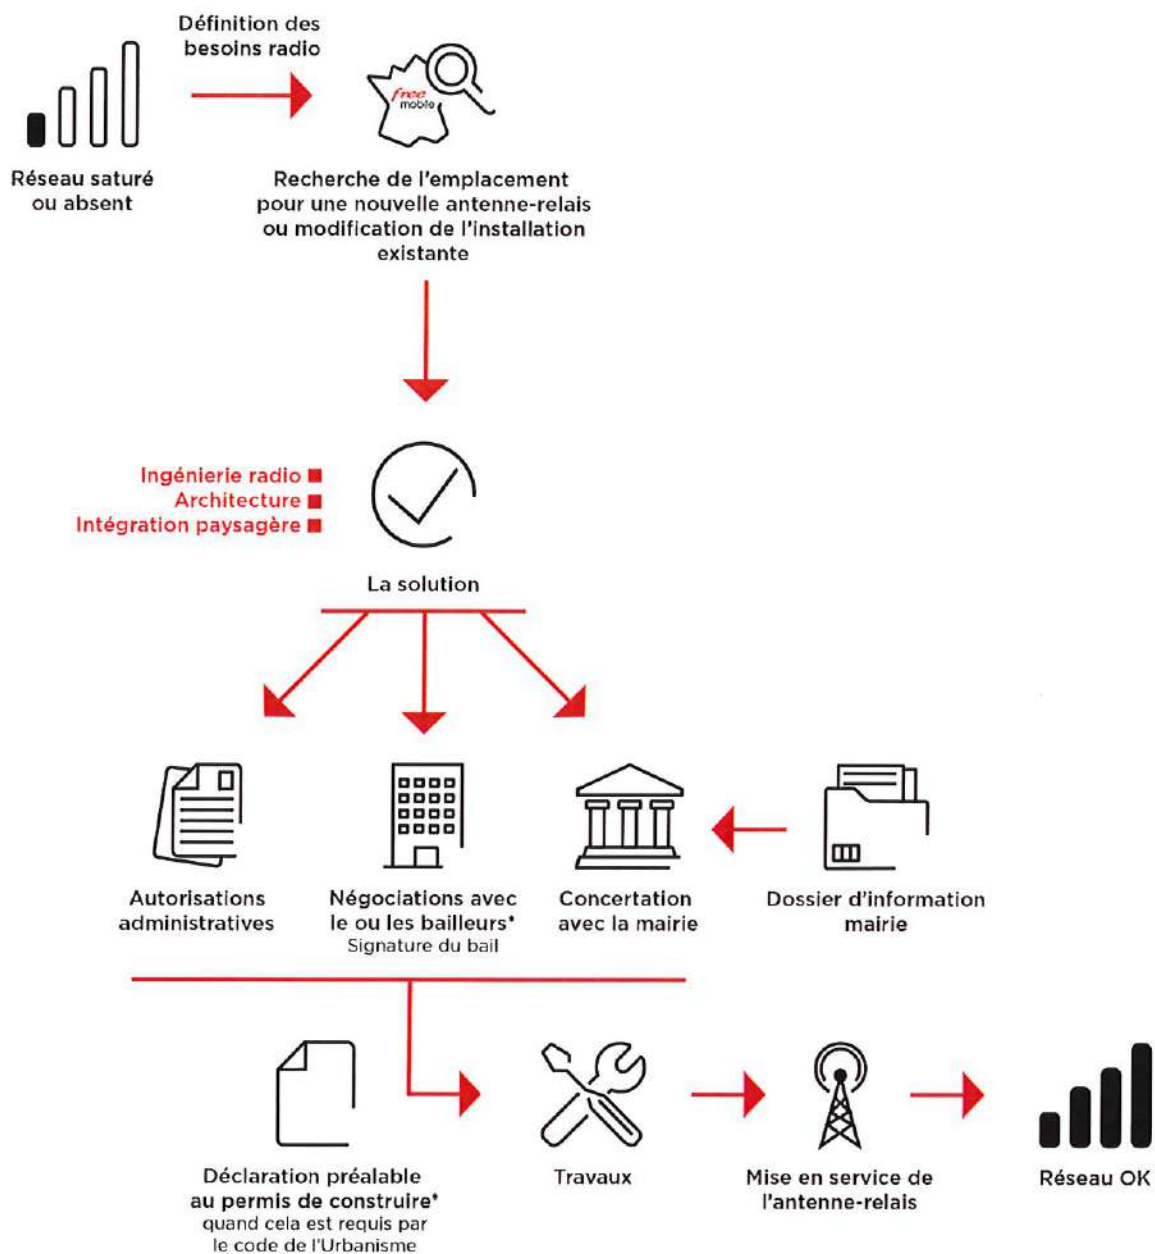 Définition des
besoins radio
free
mobile
Réseau saturé
ou absent
Recherche de l'emplacement
pour une nouvelle antenne-relais
ou modification de l'installation
existante
Ingénierie radio
Architecture
Intégration paysagère
La solution
Autorisations
administratives
Négociations avec
le ou les bailleurs*
Signature du bail
Concertation
avec la mairie
Dossier d'information
mairie
Déclaration préalable
au permis de construire*
quand cela est requis par
le code de l'Urbanisme
Travaux
Mise en service de
l'antenne-relais
Réseau OK